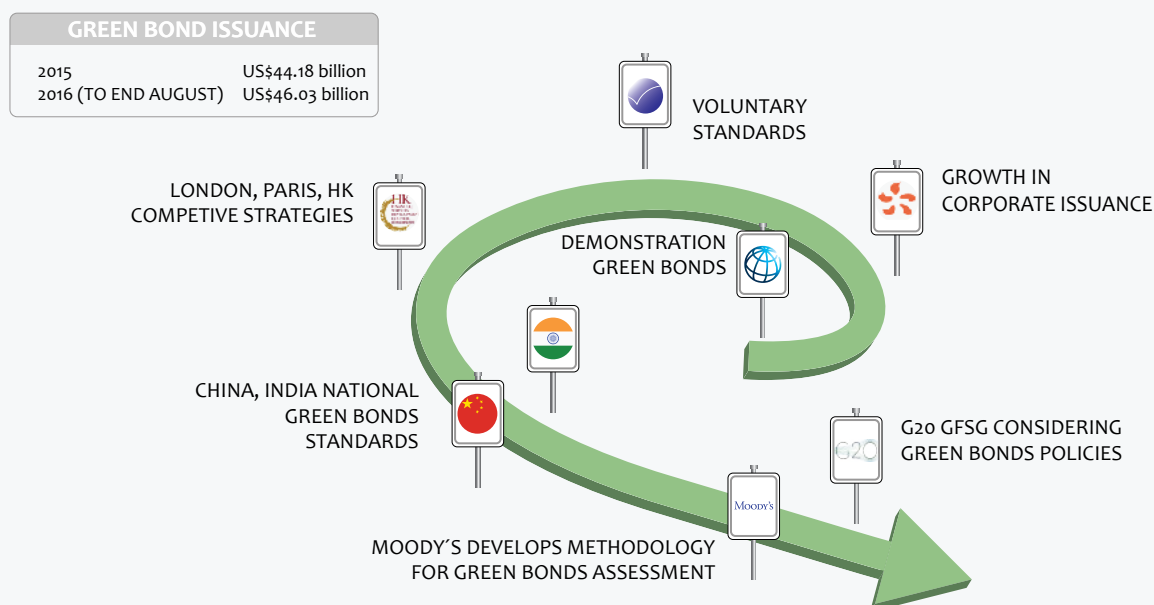 GREEN BOND ISSUANCE
2015 US$44.18 billion
2016 (TO END AUGUST) US$46.03 billion
VOLUNTARY
STANDARDS
GROWTH IN
CORPORATE ISSUANCE
LONDON, PARIS, HK
COMPETIVE STRATEGIES
HK
DEMONSTRATION
GREEN BONDS
CHINA, INDIA NATIONAL
GREEN BONDS
STANDARDS
G20 GFSG CONSIDERING
GREEN BONDS POLICIES
G20
MOODY'S
MOODY´S DEVELOPS METHODOLOGY
FOR GREEN BONDS ASSESSMENT